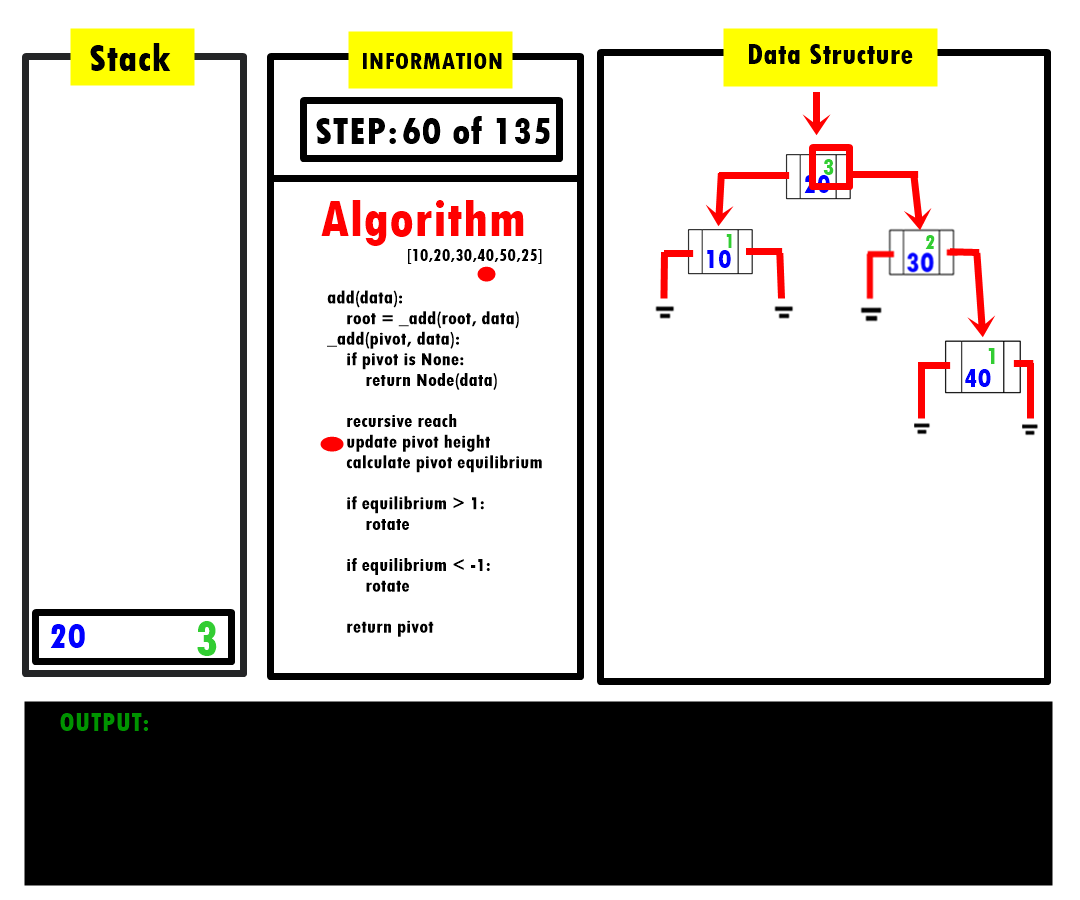 Stack
20 3
INFORMATION
STEP: 60 of 135
Algorithm
[10,20,30,40,50,25]
add(data):
root = _add(root, data)
_add(pivot, data):
if pivot is None:
return Node(data)
recursive reach
update pivot height
calculate pivot equilibrium
if equilibrium > 1:
rotate
if equilibrium < -1:
rotate
return pivot
Data Structure
3
20
1
10
2
30
1
40
OUTPUT: